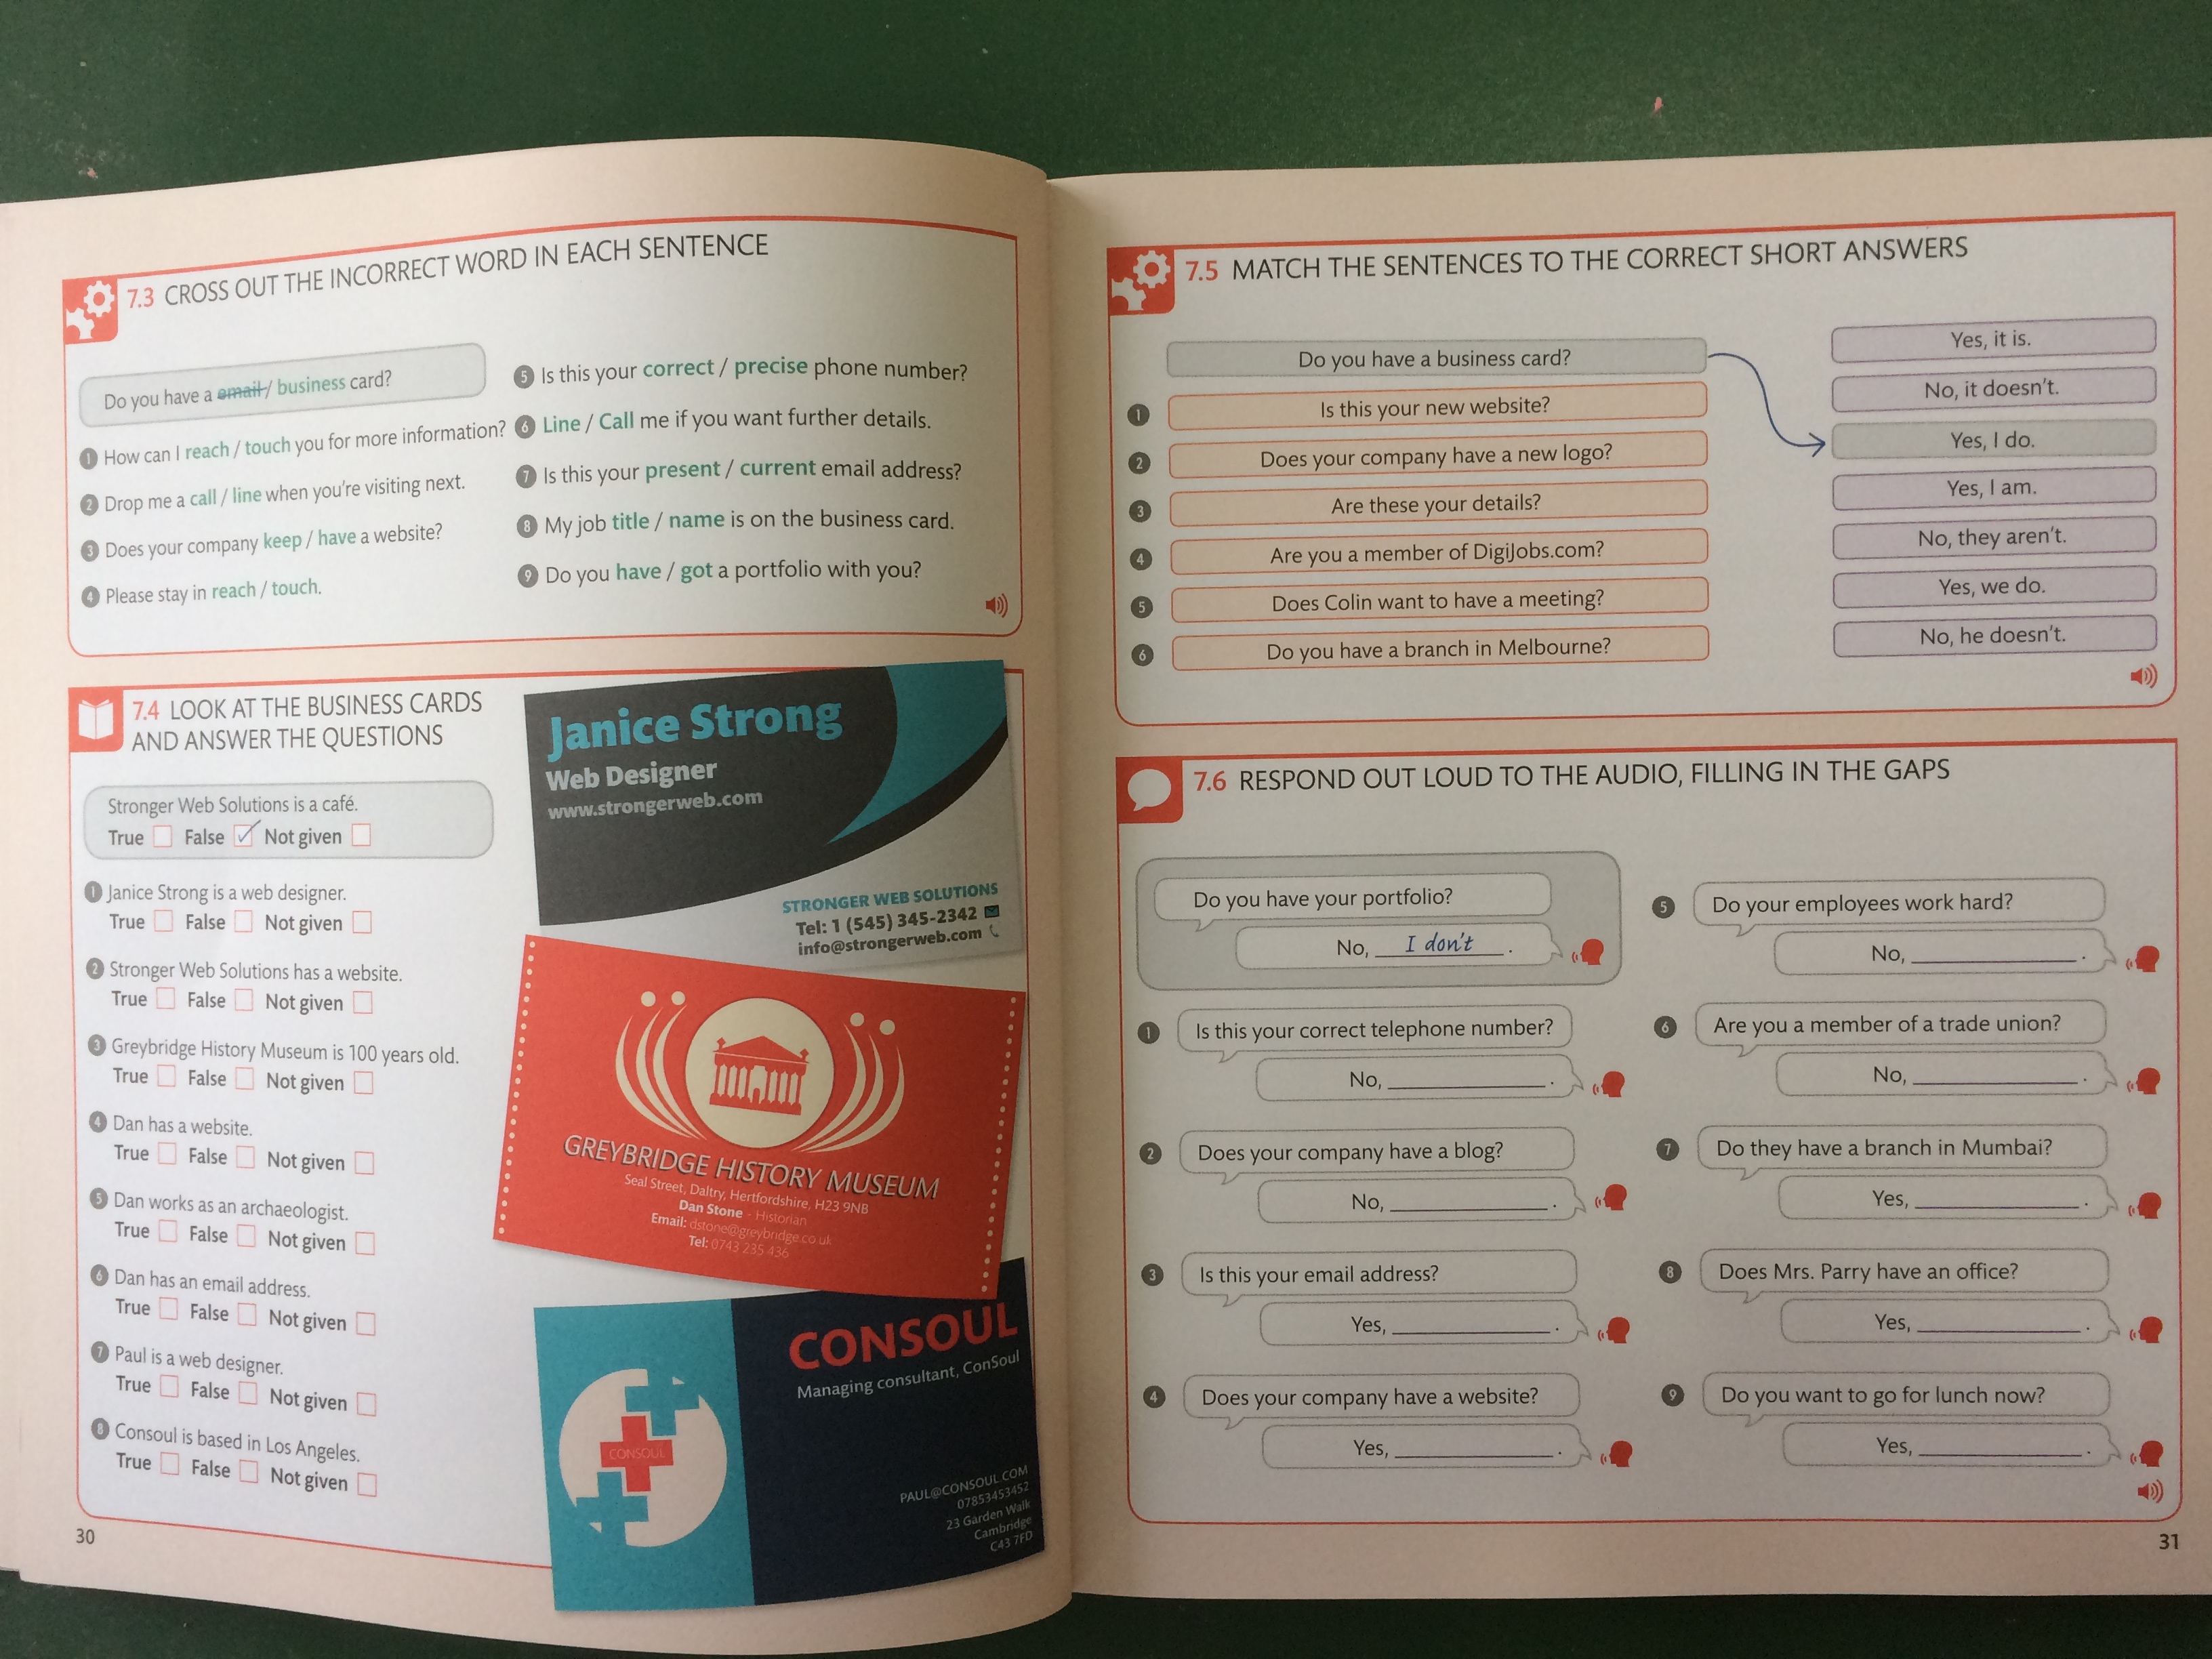 7.3 CROSS OUT THE INCORRECT WORD IN EACH SENTENCE
Do you have a email / business card?
1 How can I reach / touch you for more information?
2 Drop me a call / line when you're visiting next.
3 Does your company keep / have a website?
4 Please stay in reach / touch.
5 Is this your correct / precise phone number?
6 Line / Call me if you want further details.
7 Is this your present / current email address?
8 My job title / name is on the business card.
9 Do you have / got a portfolio with you?
7.4 LOOK AT THE BUSINESS CARDS
AND ANSWER THE QUESTIONS
Stronger Web Solutions is a café.
True False Not given
1 Janice Strong is a web designer.
True False Not given
2 Stronger Web Solutions has a website.
True False Not given
3 Greybridge History Museum is 100 years old.
True False Not given
4 Dan has a website.
True False Not given
5 Dan works as an archaeologist.
True False Not given
6 Dan has an email address.
True False Not given
7 Paul is a web designer.
True False Not given
8 Consoul is based in Los Angeles.
True False Not given
Janice Strong
Web Designer
www.strongerweb.com
STRONGER WEB SOLUTIONS
Tel: 1 (545) 345-2342
info@strongerweb.com
GREYBRIDGE HISTORY MUSEUM
Seal Street, Daltry, Hertfordshire, H23 9NB
Dan Stone - Historian
Email: dstone@greybridge.co.uk
Tel: 0743 235 436
CONSOUL
CONSOUL
Managing consultant, ConSoul
PAUL@CONSOUL.COM
07853453452
23 Garden Walk
Cambridge
C43 7FD
30
7.5 MATCH THE SENTENCES TO THE CORRECT SHORT ANSWERS
Do you have a business card?
1 Is this your new website?
2 Does your company have a new logo?
3 Are these your details?
4 Are you a member of DigiJobs.com?
5 Does Colin want to have a meeting?
6 Do you have a branch in Melbourne?
Yes, it is.
No, it doesn't.
Yes, I do.
Yes, I am.
No, they aren't.
Yes, we do.
No, he doesn't.
7.6 RESPOND OUT LOUD TO THE AUDIO, FILLING IN THE GAPS
Do you have your portfolio?
No, I don't.
1 Is this your correct telephone number?
No, ____.
2 Does your company have a blog?
No, ____.
3 Is this your email address?
Yes, ____.
4 Does your company have a website?
Yes, ____.
5 Do your employees work hard?
No, ____.
6 Are you a member of a trade union?
No, ____.
7 Do they have a branch in Mumbai?
Yes, ____.
8 Does Mrs. Parry have an office?
Yes, ____.
9 Do you want to go for lunch now?
Yes, ____.
31